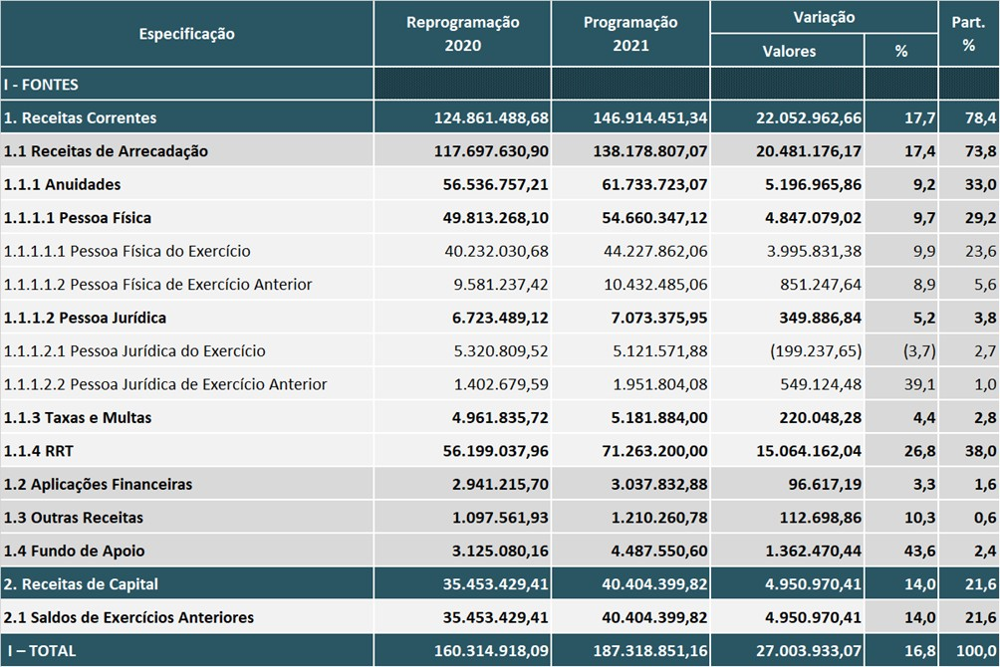 Especificação Reprogramação 2020 Programação 2021 Variação Part. %
Valores %
I - FONTES
1. Receitas Correntes 124.861.488,68 146.914.451,34 22.052.962,66 17,7 78,4
1.1 Receitas de Arrecadação 117.697.630,90 138.178.807,07 20.481.176,17 17,4 73,8
1.1.1 Anuidades 56.536.757,21 61.733.723,07 5.196.965,86 9,2 33,0
1.1.1.1 Pessoa Física 49.813.268,10 54.660.347,12 4.847.079,02 9,7 29,2
1.1.1.1.1 Pessoa Física do Exercício 40.232.030,68 44.227.862,06 3.995.831,38 9,9 23,6
1.1.1.1.2 Pessoa Física de Exercício Anterior 9.581.237,42 10.432.485,06 851.247,64 8,9 5,6
1.1.1.2 Pessoa Jurídica 6.723.489,12 7.073.375,95 349.886,84 5,2 3,8
1.1.1.2.1 Pessoa Jurídica do Exercício 5.320.809,52 5.121.571,88 (199.237,65) (3,7) 2,7
1.1.1.2.2 Pessoa Jurídica de Exercício Anterior 1.402.679,59 1.951.804,08 549.124,48 39,1 1,0
1.1.3 Taxas e Multas 4.961.835,72 5.181.884,00 220.048,28 4,4 2,8
1.1.4 RRT 56.199.037,96 71.263.200,00 15.064.162,04 26,8 38,0
1.2 Aplicações Financeiras 2.941.215,70 3.037.832,88 96.617,19 3,3 1,6
1.3 Outras Receitas 1.097.561,93 1.210.260,78 112.698,86 10,3 0,6
1.4 Fundo de Apoio 3.125.080,16 4.487.550,60 1.362.470,44 43,6 2,4
2. Receitas de Capital 35.453.429,41 40.404.399,82 4.950.970,41 14,0 21,6
2.1 Saldos de Exercícios Anteriores 35.453.429,41 40.404.399,82 4.950.970,41 14,0 21,6
I – TOTAL 160.314.918,09 187.318.851,16 27.003.933,07 16,8 100,0